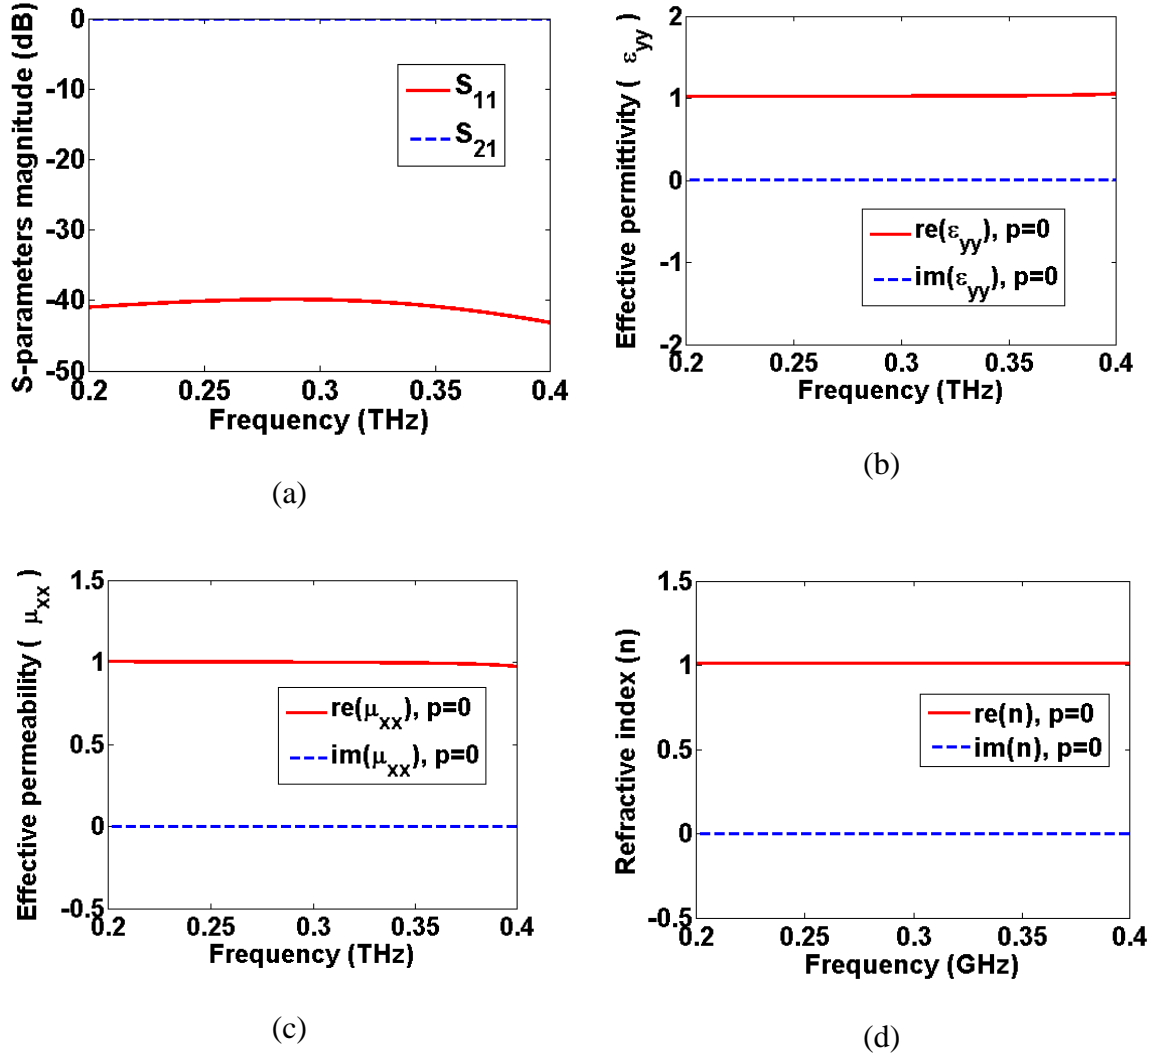 S-parameters magnitude (dB)
0
-10
-20
-30
-40
-50
S11
S21
0.2
0.25
0.3
0.35
0.4
Frequency (THz)
(a)
Effective permittivity ( εyy)
2
1
0
-1
-2
re(εyy), p=0
im(εyy), p=0
0.2
0.25
0.3
0.35
0.4
Frequency (THz)
(b)
Effective permeability ( μxx)
1.5
1
0.5
0
-0.5
re(μxx), p=0
im(μxx), p=0
0.2
0.25
0.3
0.35
0.4
Frequency (THz)
(c)
Refractive index (n)
1.5
1
0.5
0
-0.5
re(n), p=0
im(n), p=0
0.2
0.25
0.3
0.35
0.4
Frequency (GHz)
(d)